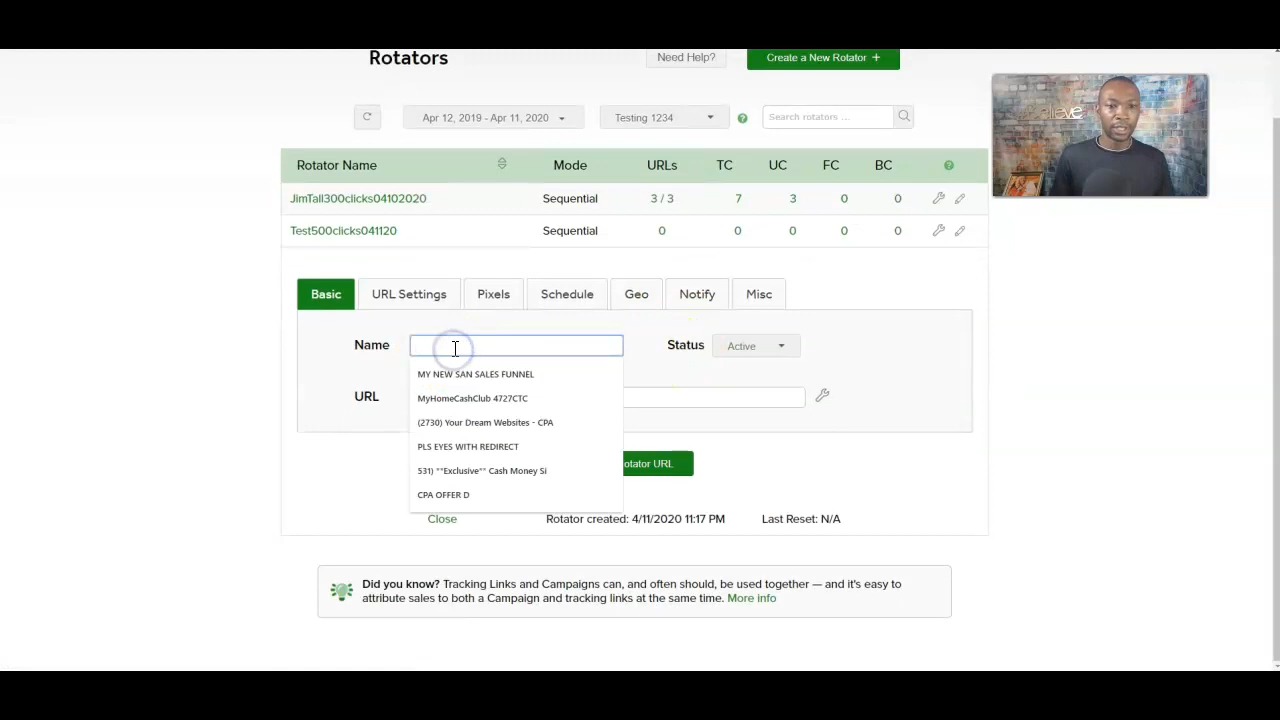 Rotators
Need Help?
Create a New Rotator +
Apr 12, 2019 - Apr 11, 2020
Testing 1234
Search rotators ...
Rotator Name Mode URLs TC UC FC BC
JimTall300clicks04102020 Sequential 3 / 3 7 3 0 0
Test500clicks041120 Sequential 0 0 0 0 0
Basic URL Settings Pixels Schedule Geo Notify Misc
Name
Status Active
MY NEW SAN SALES FUNNEL
MyHomeCashClub 4727CTC
URL
(2730) Your Dream Websites - CPA
PLS EYES WITH REDIRECT
531) **Exclusive** Cash Money Si
otator URL
CPA OFFER D
Close Rotator created: 4/11/2020 11:17 PM Last Reset: N/A
Did you know? Tracking Links and Campaigns can, and often should, be used together — and it's easy to
attribute sales to both a Campaign and tracking links at the same time. More info